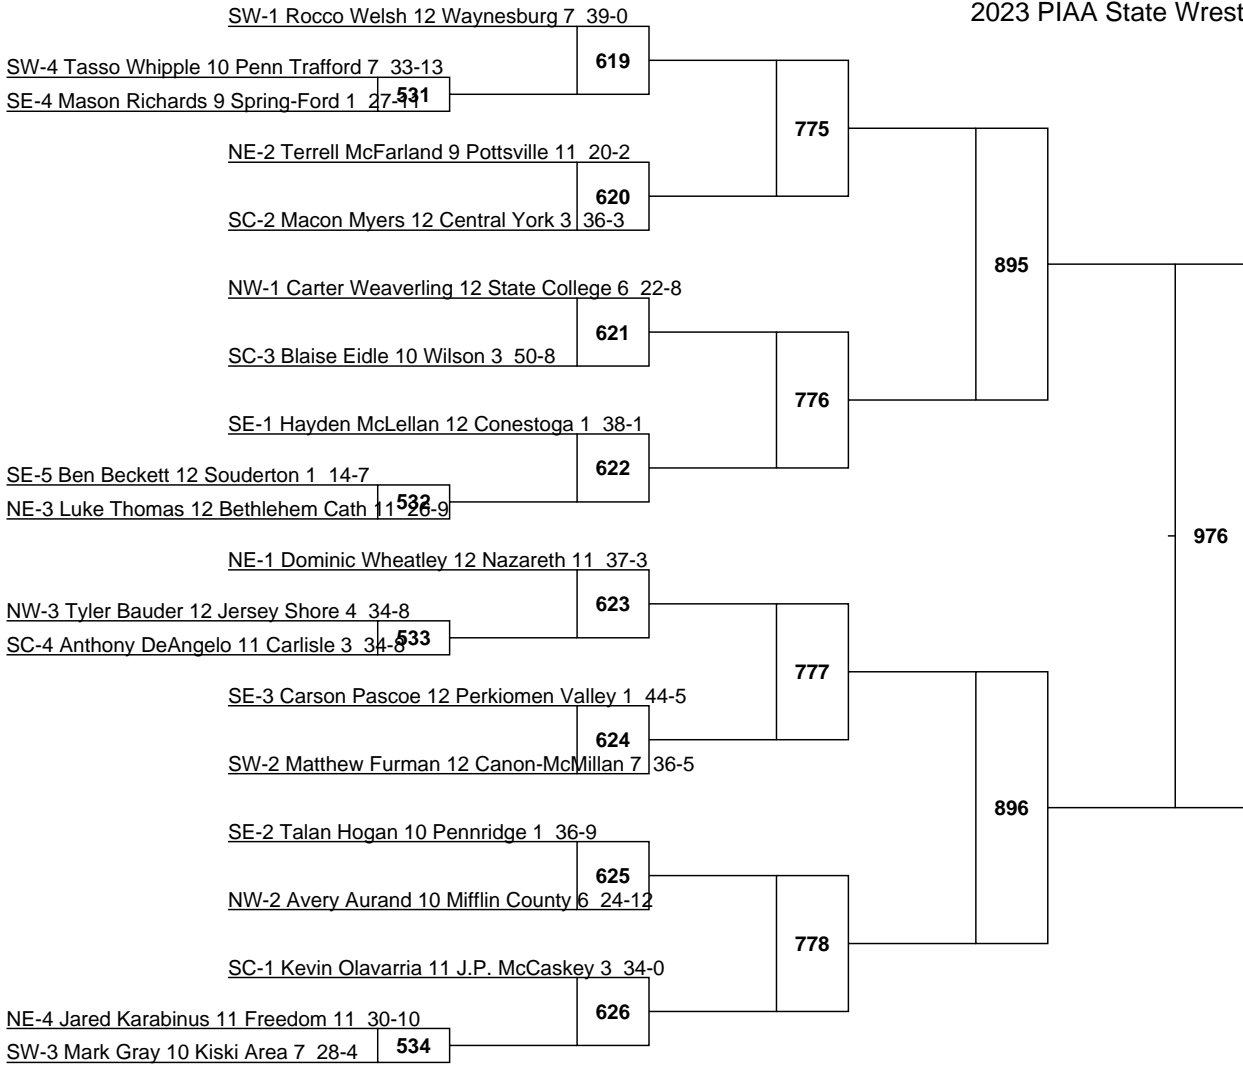 2023 PIAA State Wrest
SW-1 Rocco Welsh 12 Waynesburg 7 39-0
619
SW-4 Tasso Whipple 10 Penn Trafford 7 33-13
531
SE-4 Mason Richards 9 Spring-Ford 1 27-11
775
NE-2 Terrell McFarland 9 Pottsville 11 20-2
620
SC-2 Macon Myers 12 Central York 3 36-3
895
NW-1 Carter Weaverling 12 State College 6 22-8
621
SC-3 Blaise Eidle 10 Wilson 3 50-8
776
SE-1 Hayden McLellan 12 Conestoga 1 38-1
622
SE-5 Ben Beckett 12 Souderton 1 14-7
532
NE-3 Luke Thomas 12 Bethlehem Cath 11 26-9
976
NE-1 Dominic Wheatley 12 Nazareth 11 37-3
623
NW-3 Tyler Bauder 12 Jersey Shore 4 34-8
533
SC-4 Anthony DeAngelo 11 Carlisle 3 34-8
777
SE-3 Carson Pascoe 12 Perkiomen Valley 1 44-5
624
SW-2 Matthew Furman 12 Canon-McMillan 7 36-5
896
SE-2 Talan Hogan 10 Pennridge 1 36-9
625
NW-2 Avery Aurand 10 Mifflin County 6 24-12
778
SC-1 Kevin Olavarria 11 J.P. McCaskey 3 34-0
626
NE-4 Jared Karabinus 11 Freedom 11 30-10
534
SW-3 Mark Gray 10 Kiski Area 7 28-4